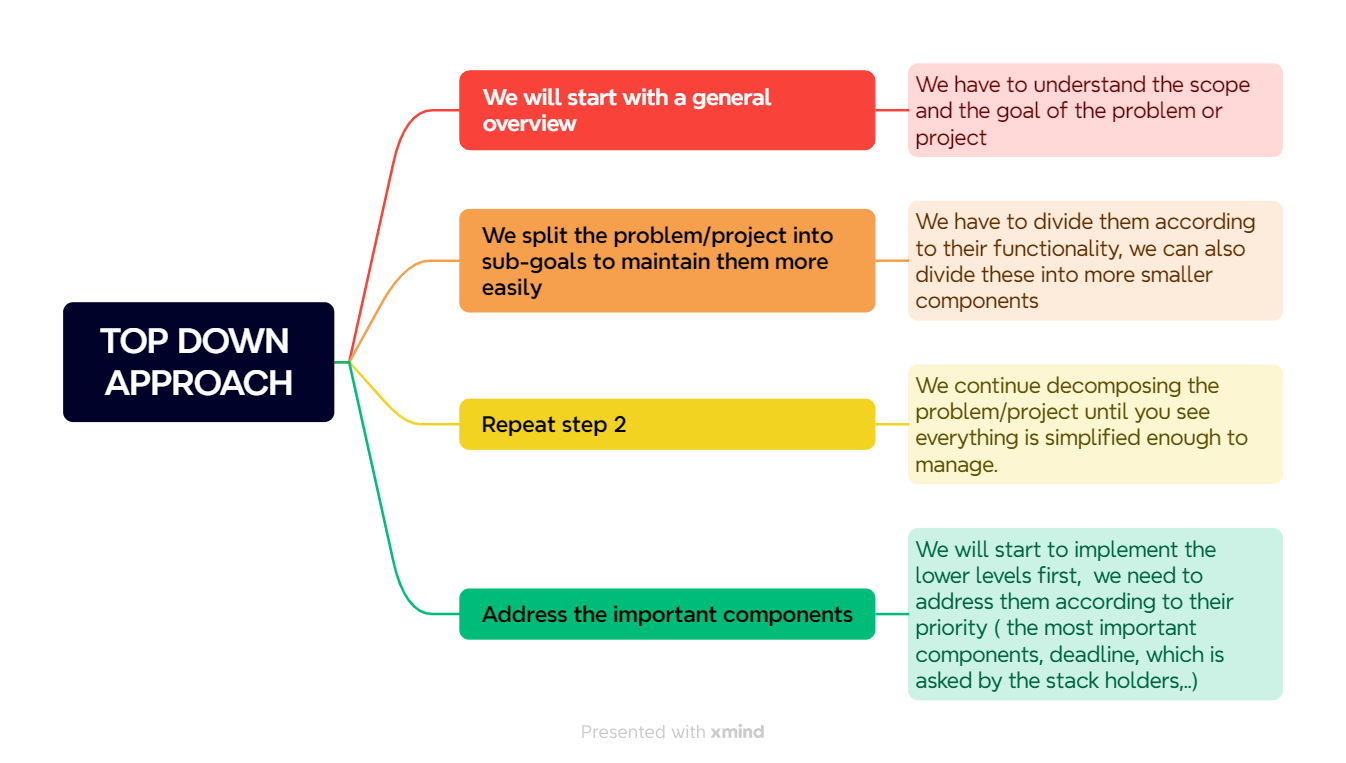 TOP DOWN
APPROACH
We will start with a general
overview
We have to understand the scope
and the goal of the problem or
project
We split the problem/project into
sub-goals to maintain them more
easily
We have to divide them according
to their functionality, we can also
divide these into more smaller
components
Repeat step 2
We continue decomposing the
problem/project until you see
everything is simplified enough to
manage.
Address the important components
We will start to implement the
lower levels first,  we need to
address them according to their
priority ( the most important
components, deadline, which is
asked by the stack holders,..)
Presented with xmind